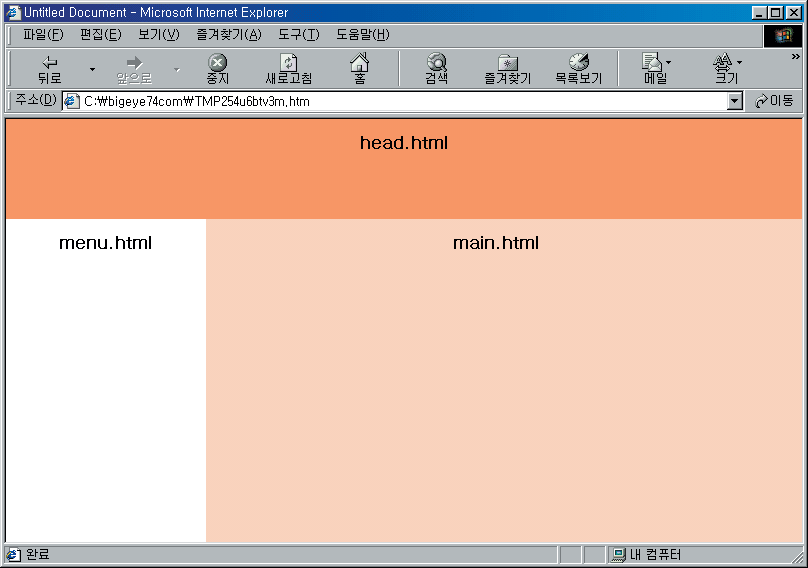 Untitled Document - Microsoft Internet Explorer
파일(F) 편집(E) 보기(V) 즐겨찾기(A) 도구(T) 도움말(H)
뒤로 앞으로 중지 새로고침 홈 검색 즐겨찾기 목록보기 메일 크기 »
주소(D) C:₩bigeye74com₩TMP254u6btv3m.htm 이동
head.html
menu.html main.html
완료 내 컴퓨터